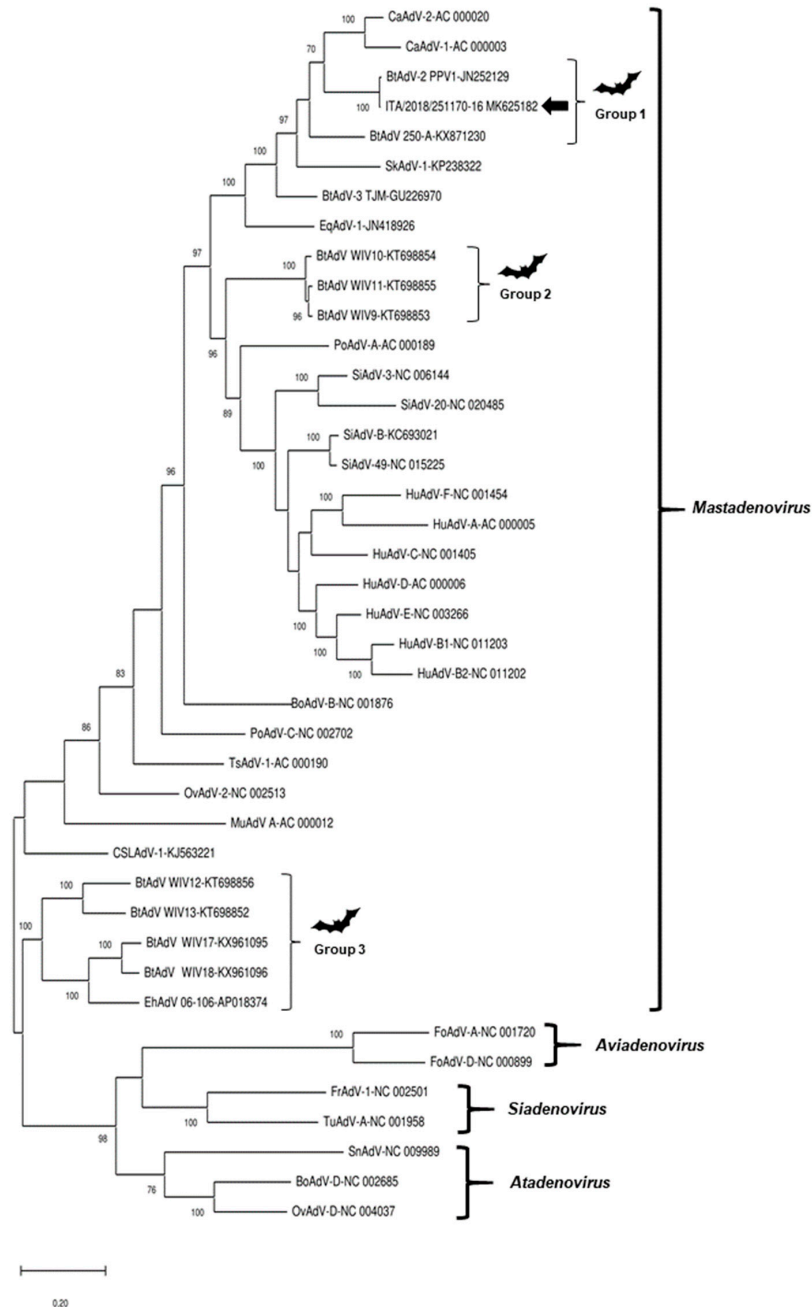 CaAdV-2-AC 000020
100
CaAdV-1-AC 000003
70
BtAdV-2 PPV1-JN252129
100
ITA/2018/251170-16 MK625182
Group 1
97
BtAdV 250-A-KX871230
100
SkAdV-1-KP238322
100
BtAdV-3 TJM-GU226970
EqAdV-1-JN418926
97
BtAdV WIV10-KT698854
100
BtAdV WIV11-KT698855
Group 2
96
BtAdV WIV9-KT698853
96
PoAdV-A-AC 000189
SiAdV-3-NC 006144
100
89
SiAdV-20-NC 020485
SiAdV-B-KC693021
100
100
SiAdV-49-NC 015225
96
HuAdV-F-NC 001454
100
Mastadenovirus
HuAdV-A-AC 000005
HuAdV-C-NC 001405
HuAdV-D-AC 000006
100
HuAdV-E-NC 003266
100
HuAdV-B1-NC 011203
100
HuAdV-B2-NC 011202
83
BoAdV-B-NC 001876
86
PoAdV-C-NC 002702
TsAdV-1-AC 000190
OvAdV-2-NC 002513
MuAdV A-AC 000012
CSLAdV-1-KJ563221
BtAdV WIV12-KT698856
100
BtAdV WIV13-KT698852
100
BtAdV WIV17-KX961095
100
Group 3
BtAdV WIV18-KX961096
100
EhAdV 06-106-AP018374
FoAdV-A-NC 001720
100
Aviadenovirus
FoAdV-D-NC 000899
FrAdV-1-NC 002501
Siadenovirus
100
TuAdV-A-NC 001958
98
SnAdV-NC 009989
BoAdV-D-NC 002685
Atadenovirus
76
100
OvAdV-D-NC 004037
0.20